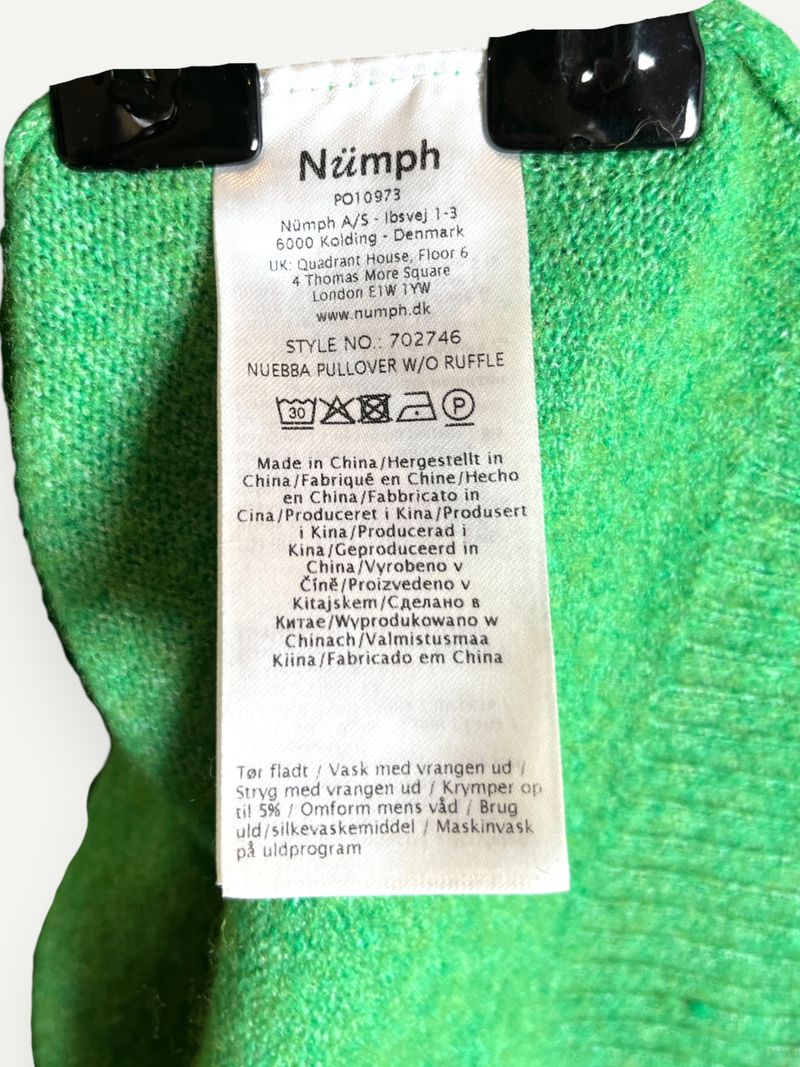 Nümph
PO10973
Nümph A/S - Ibsvej 1-3
6000 Kolding - Denmark
UK: Quadrant House, Floor 6
4 Thomas More Square
London E1W 1YW
www.numph.dk
STYLE NO.: 702746
NUEBBA PULLOVER W/O RUFFLE
30 P
Made in China/Hergestellt in
China/Fabriqué en Chine/Hecho
en China/Fabbricato in
Cina/Produceret i Kina/Produsert
i Kina/Producerad i
Kina/Geproduceerd in
China/Vyrobeno v
Číně/Proizvedeno v
Kitajskem/Сделано в
Китае/Wyprodukowano w
Chinach/Valmistusmaa
Kiina/Fabricado em China
Tør fladt / Vask med vrangen ud /
Stryg med vrangen ud / Krymper op
til 5% / Omform mens våd / Brug
uld/silkevaskemiddel / Maskinvask
på uldprogram